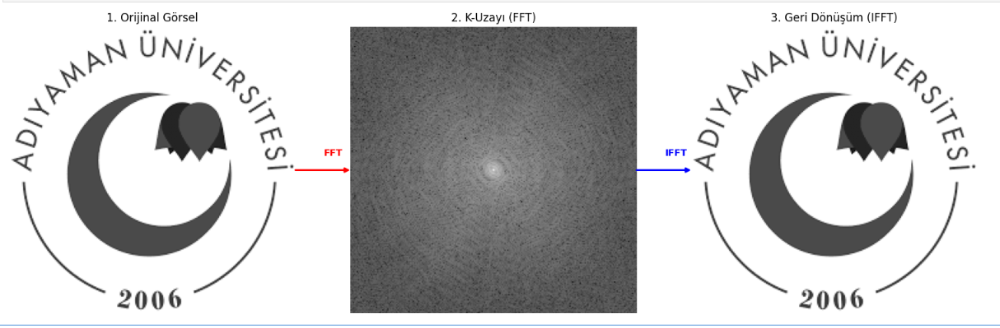 1. Orijinal Görsel
ADIYAMAN ÜNİVERSİTESİ
2006
FFT
2. K-Uzayı (FFT)
IFFT
3. Geri Dönüşüm (IFFT)
ADIYAMAN ÜNİVERSİTESİ
2006